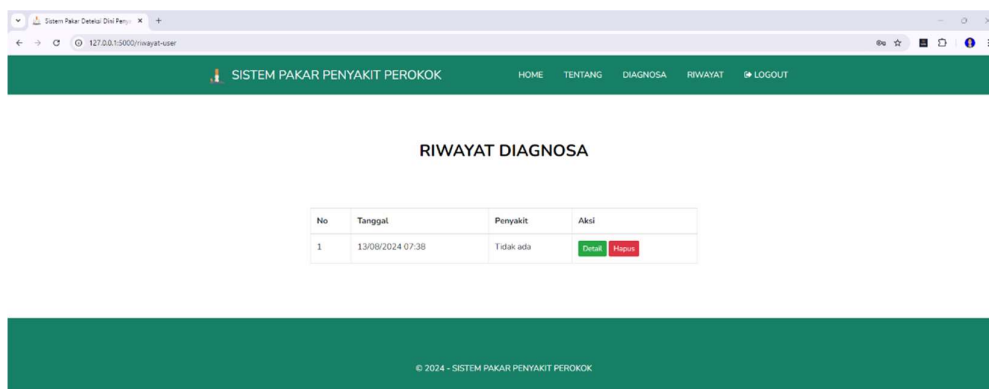 Sistem Pakar Deteksi Dini Peny
127.0.0.1:5000/riwayat-user
SISTEM PAKAR PENYAKIT PEROKOK HOME TENTANG DIAGNOSA RIWAYAT LOGOUT
RIWAYAT DIAGNOSA
No Tanggal Penyakit Aksi
1 13/08/2024 07:38 Tidak ada Detail Hapus
© 2024 - SISTEM PAKAR PENYAKIT PEROKOK